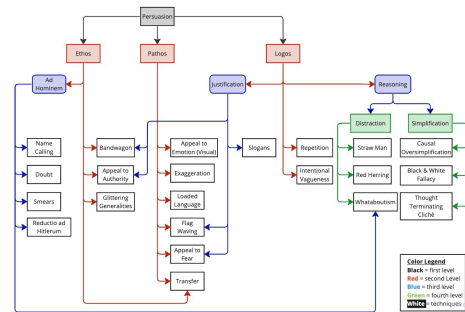 Persuasion
Ethos
Pathos
Logos
Ad
Hominem
Justification
Reasoning
Distraction
Simplification
Name
Calling
Bandwagon
Appeal to
Emotion (Visual)
Slogans
Repetition
Straw Man
Causal
Oversimplification
Doubt
Appeal to
Authority
Exaggeration
Intentional
Vagueness
Red Herring
Black & White
Fallacy
Smears
Glittering
Generalities
Loaded
Language
Whataboutism
Thought
Terminating
Cliché
Reductio ad
Hitlerum
Flag
Waving
Appeal to
Fear
Transfer
Color Legend
Black = first level
Red = second Level
Blue = third level
Green = fourth level
White = techniques